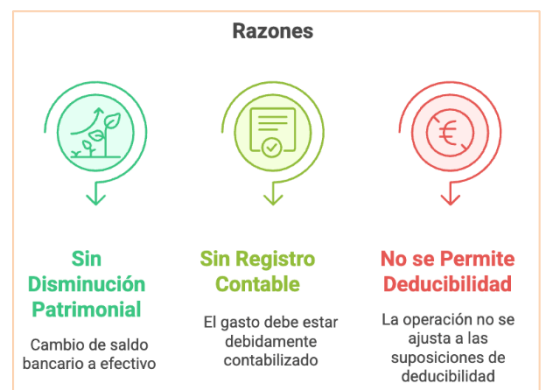 Razones
Sin
Disminución
Patrimonial
Cambio de saldo
bancario a efectivo
Sin Registro
Contable
El gasto debe estar
debidamente
contabilizado
No se Permite
Deducibilidad
La operación no se
ajusta a las
suposiciones de
deducibilidad